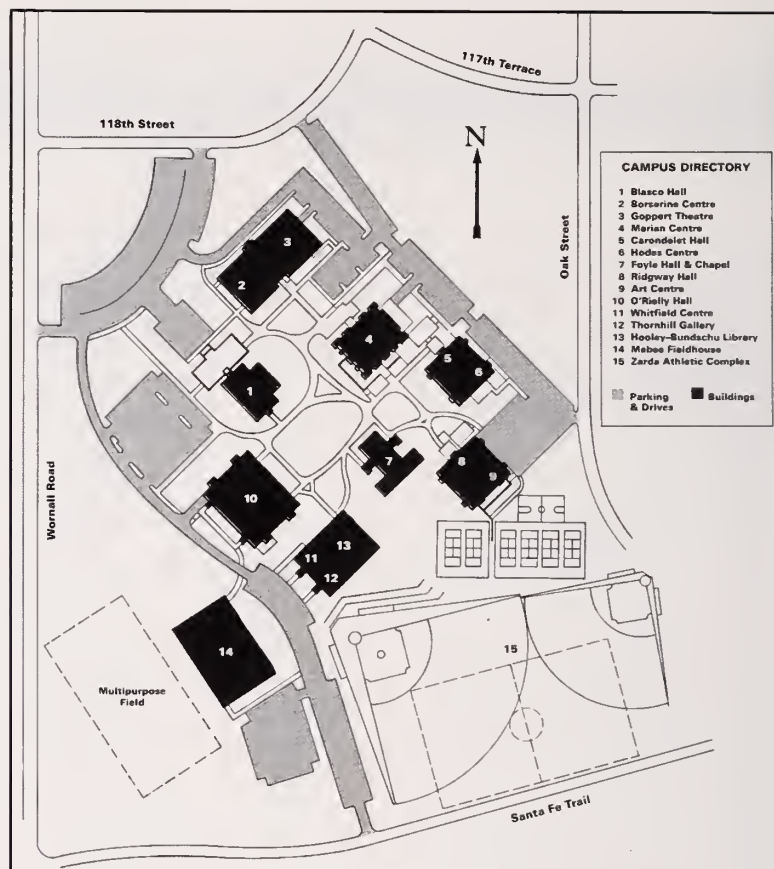 117th Terrace
118th Street
N
Oak Street
CAMPUS DIRECTORY
1 Blasco Hall
2 Borserine Centre
3 Goppert Theatre
4 Marian Centre
5 Carondelet Hall
6 Hodes Centre
7 Foyle Hall & Chapel
8 Ridgway Hall
9 Art Centre
10 O'Rielly Hall
11 Whitfield Centre
12 Thornhill Gallery
13 Hooley-Bundschu Library
14 Mabee Fieldhouse
15 Zarda Athletic Complex
Parking & Drives
Buildings
3
2
4
5
6
1
7
8
9
10
13
11
12
14
15
Wornall Road
Multipurpose
Field
Santa Fe Trail